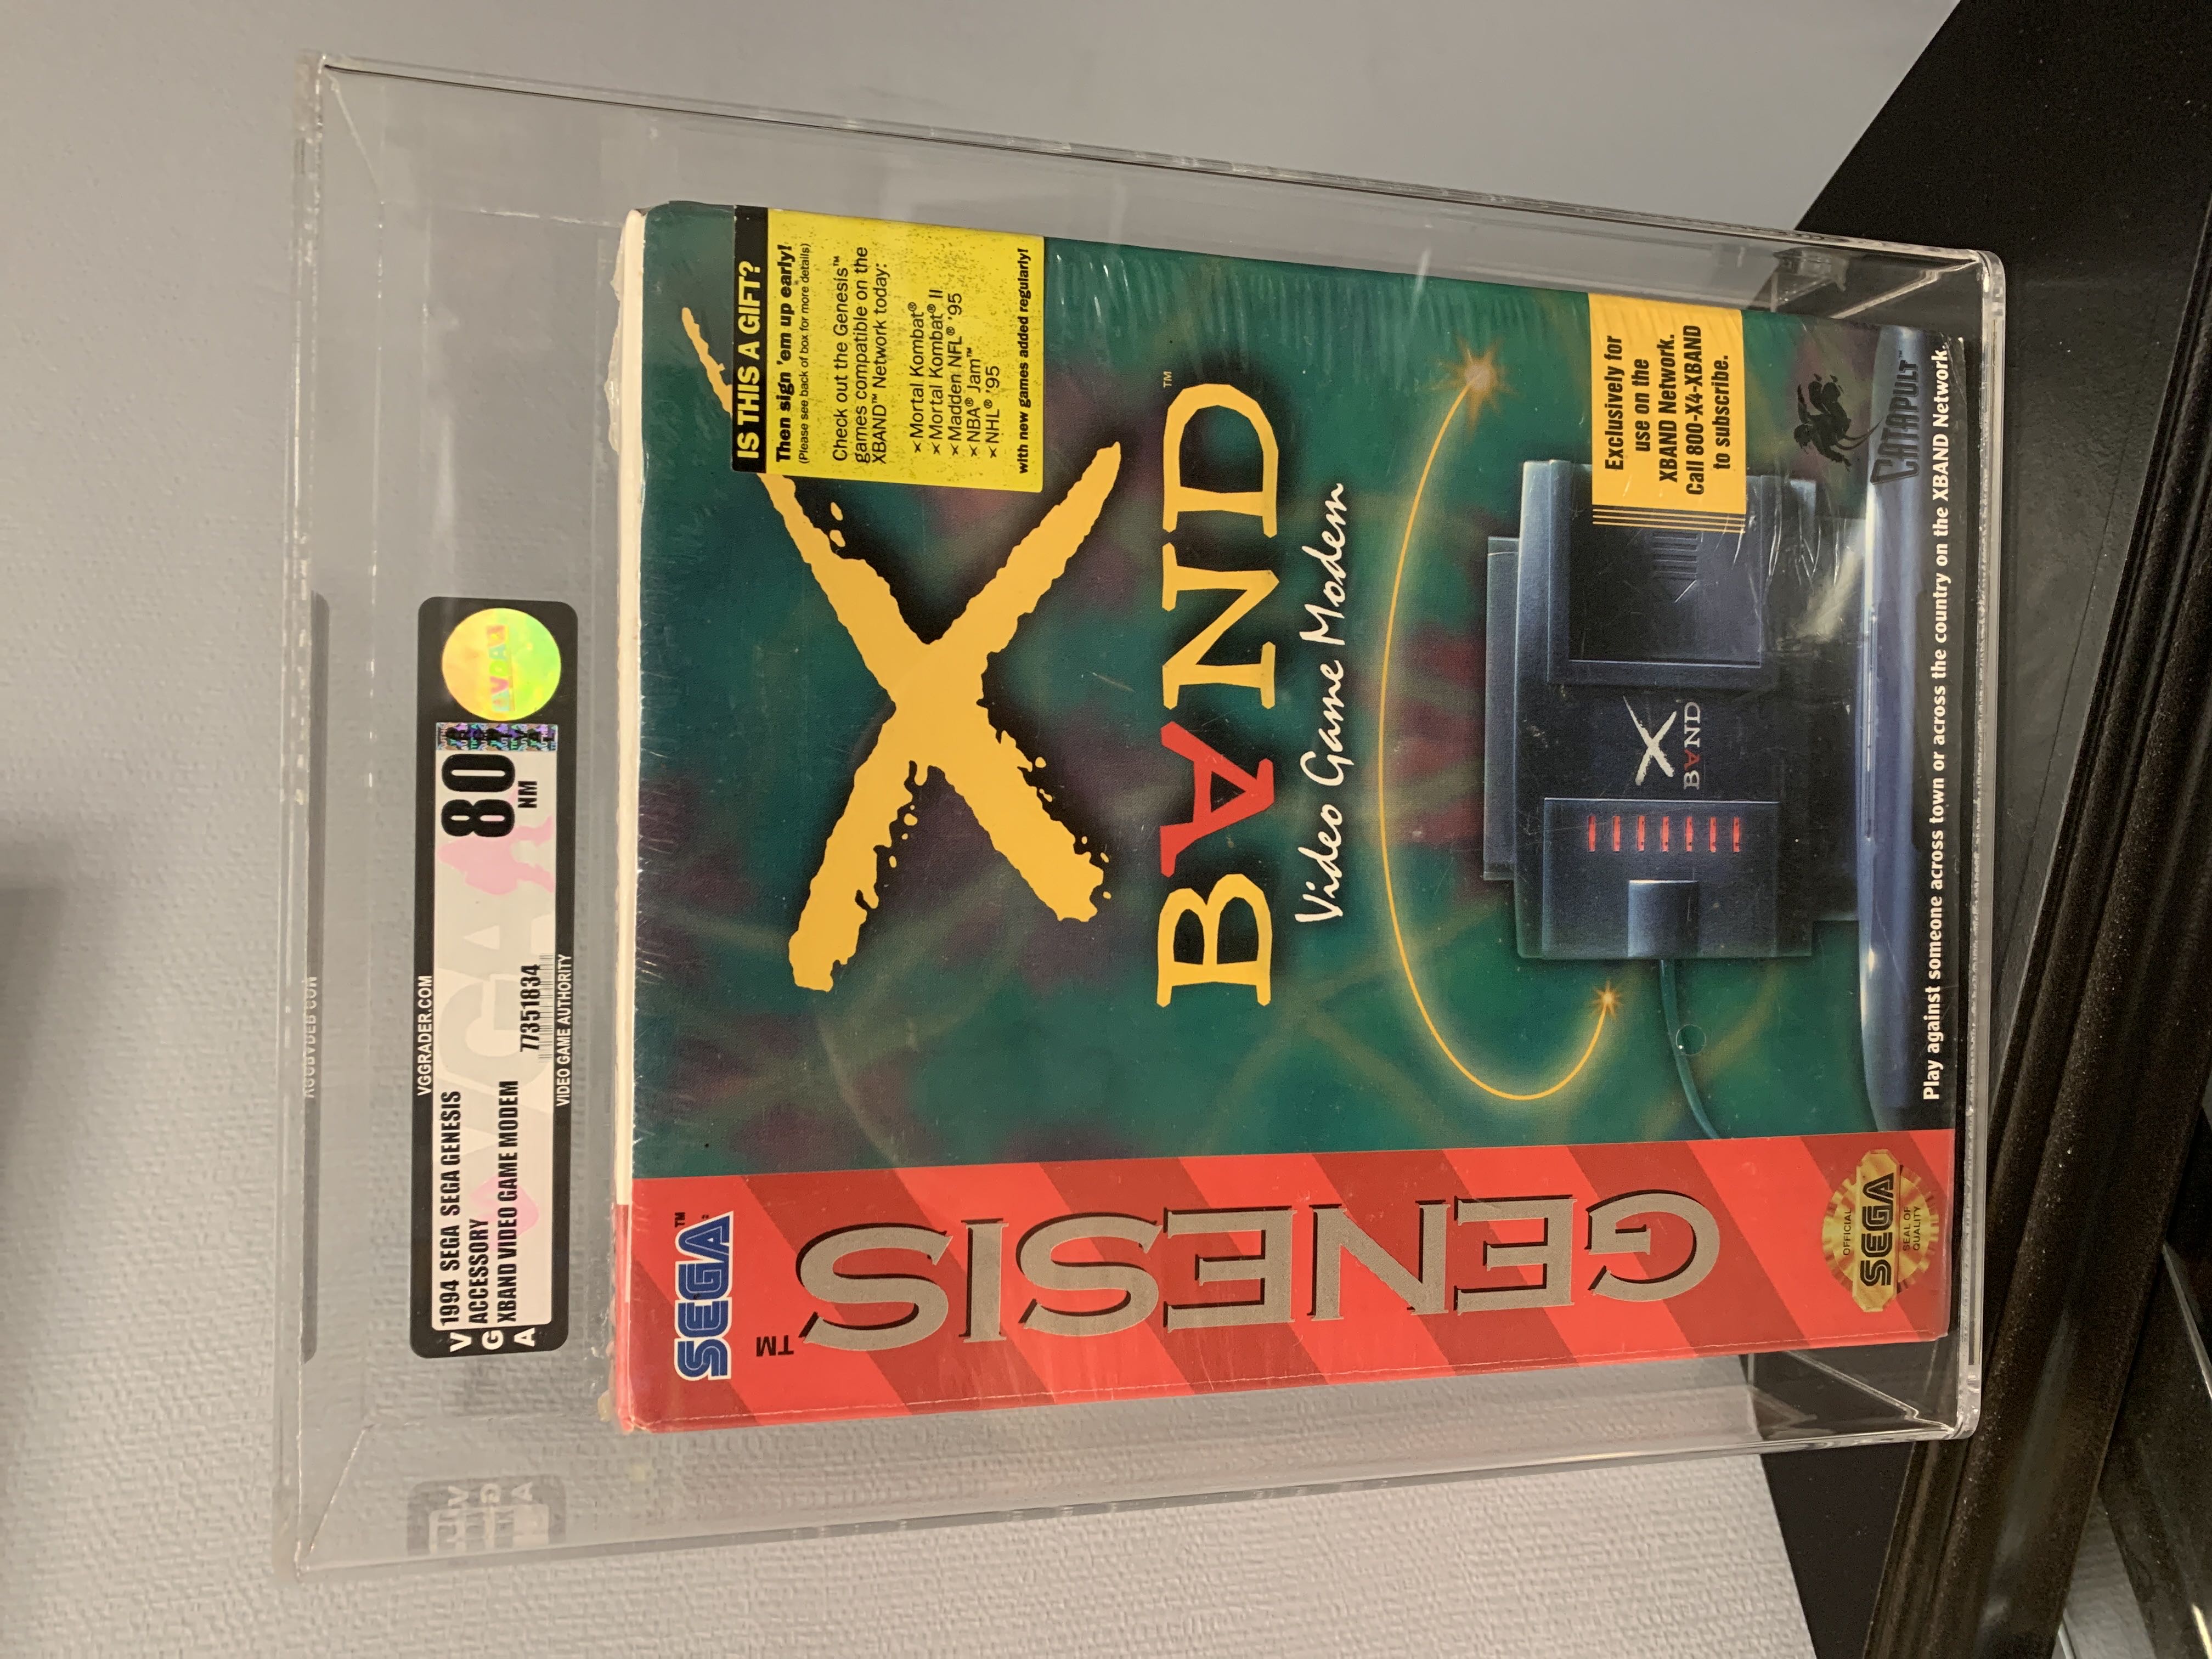 VGGRADER.COM
VGA
1994 SEGA SEGA GENESIS
ACCESSORY
XBAND VIDEO GAME MODEM
77351834
80
NM
VIDEO GAME AUTHORITY
SEGA™
GENESIS™
OFFICIAL
SEGA
SEAL OF
QUALITY
IS THIS A GIFT?
Then sign 'em up early!
(Please see back of box for more details)
Check out the Genesis™
games compatible on the
XBAND™ Network today:
×Mortal Kombat®
×Mortal Kombat® II
×Madden NFL® '95
×NBA® Jam™
×NHL® '95
with new games added regularly!
X
BAND™
Video Game Modem
X
BAND
Exclusively for
use on the
XBAND Network.
Call 800-X4-XBAND
to subscribe.
CATAPULT™
Play against someone across town or across the country on the XBAND Network.